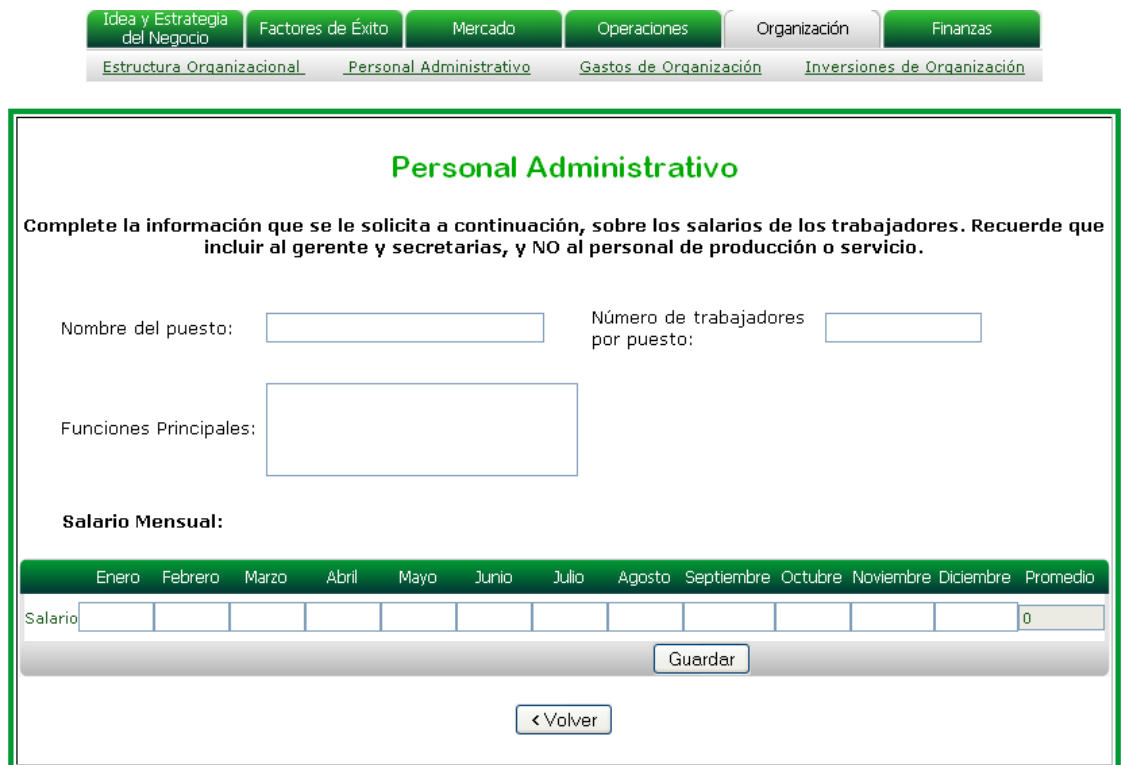 Idea y Estrategia
del Negocio
Factores de Éxito
Mercado
Operaciones
Organización
Finanzas
Estructura Organizacional
Personal Administrativo
Gastos de Organización
Inversiones de Organización
Personal Administrativo
Complete la información que se le solicita a continuación, sobre los salarios de los trabajadores. Recuerde que
incluir al gerente y secretarias, y NO al personal de producción o servicio.
Nombre del puesto:
Número de trabajadores
por puesto:
Funciones Principales:
Salario Mensual:
Enero Febrero Marzo Abril Mayo Junio Julio Agosto Septiembre Octubre Noviembre Diciembre Promedio
Salario 0
Guardar
< Volver